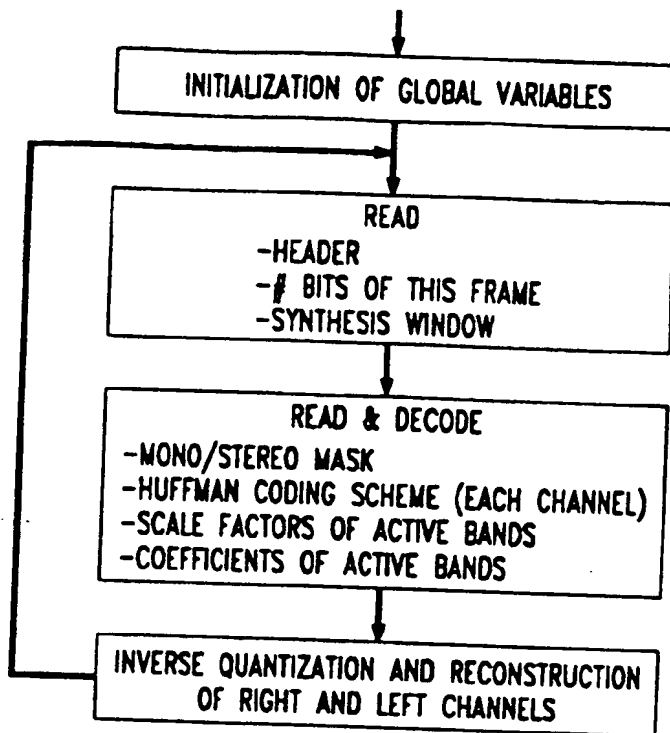 INITIALIZATION OF GLOBAL VARIABLES
READ
-HEADER
-# BITS OF THIS FRAME
-SYNTHESIS WINDOW
READ & DECODE
-MONO/STEREO MASK
-HUFFMAN CODING SCHEME (EACH CHANNEL)
-SCALE FACTORS OF ACTIVE BANDS
-COEFFICIENTS OF ACTIVE BANDS
INVERSE QUANTIZATION AND RECONSTRUCTION
OF RIGHT AND LEFT CHANNELS